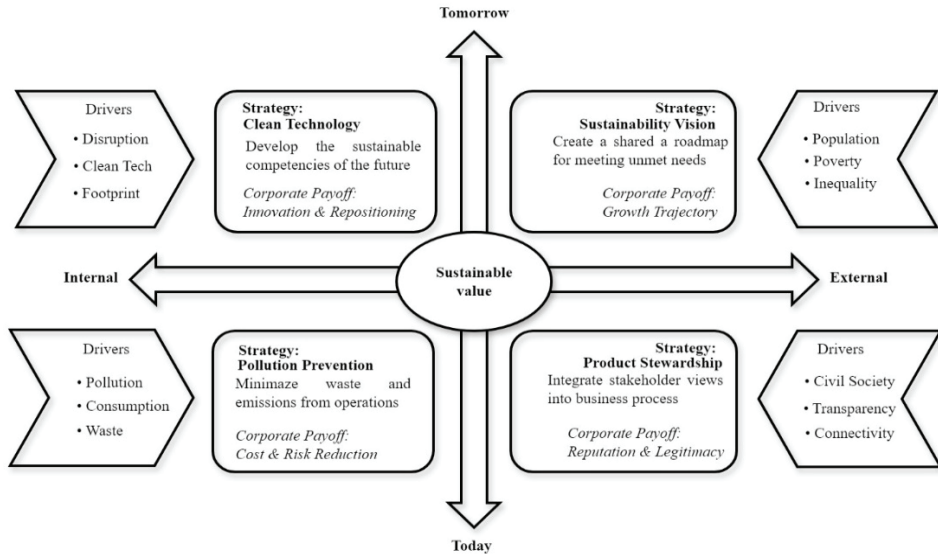 Tomorrow
Drivers
• Disruption
• Clean Tech
• Footprint
Strategy:
Clean Technology
Develop the sustainable
competencies of the future
Corporate Payoff:
Innovation & Repositioning
Strategy:
Sustainability Vision
Create a shared a roadmap
for meeting unmet needs
Corporate Payoff:
Growth Trajectory
Drivers
• Population
• Poverty
• Inequality
Internal
Sustainable
value
External
Drivers
• Pollution
• Consumption
• Waste
Strategy:
Pollution Prevention
Minimaze waste and
emissions from operations
Corporate Payoff:
Cost & Risk Reduction
Strategy:
Product Stewardship
Integrate stakeholder views
into business process
Corporate Payoff:
Reputation & Legitimacy
Drivers
• Civil Society
• Transparency
• Connectivity
Today